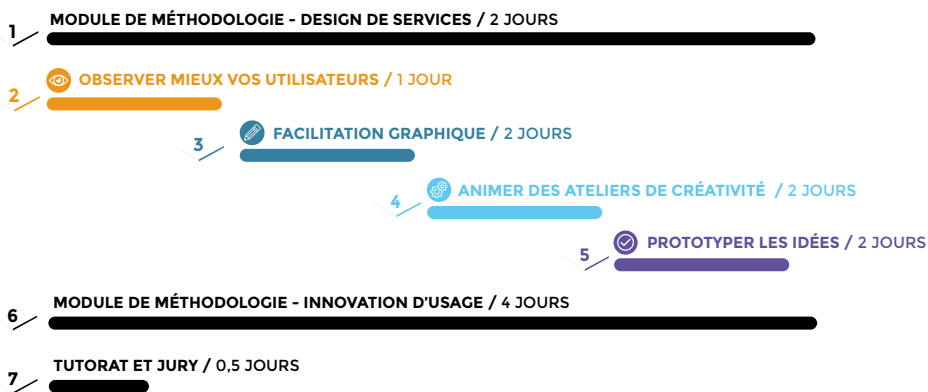 1 MODULE DE MÉTHODOLOGIE - DESIGN DE SERVICES / 2 JOURS
2 OBSERVER MIEUX VOS UTILISATEURS / 1 JOUR
3 FACILITATION GRAPHIQUE / 2 JOURS
4 ANIMER DES ATELIERS DE CRÉATIVITÉ / 2 JOURS
5 PROTOTYPER LES IDÉES / 2 JOURS
6 MODULE DE MÉTHODOLOGIE - INNOVATION D'USAGE / 4 JOURS
7 TUTORAT ET JURY / 0,5 JOURS